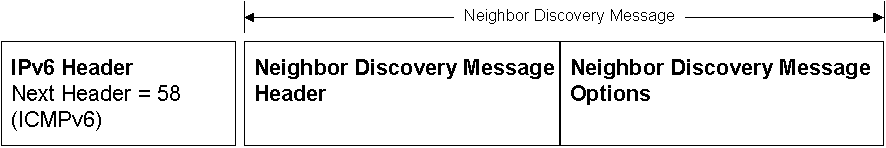 Neighbor Discovery Message
IPv6 Header
Next Header = 58
(ICMPv6)
Neighbor Discovery Message
Header
Neighbor Discovery Message
Options